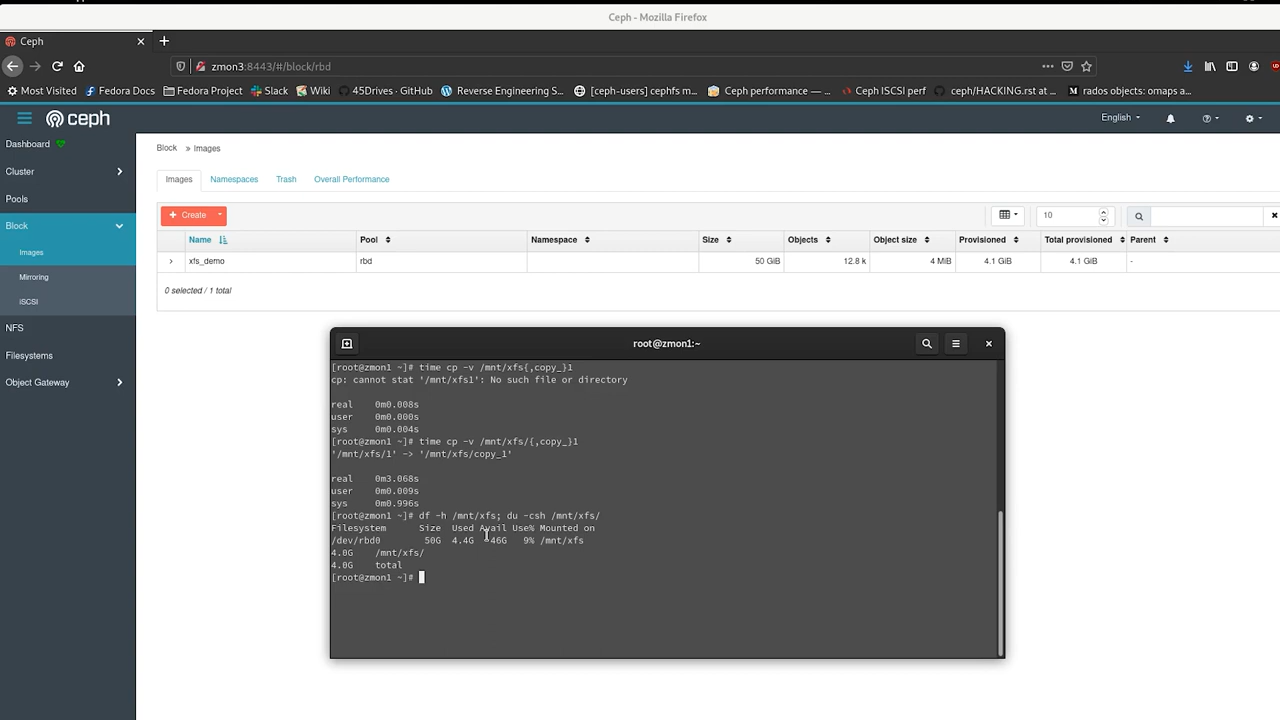 Ceph - Mozilla Firefox
Ceph
zmon3:8443/#/block/rbd
Most Visited Fedora Docs Fedora Project Slack Wiki 45Drives · GitHub Reverse Engineering S... [ceph-users] cephfs m... Ceph performance —... Ceph ISCSI perf ceph/HACKING.rst at ... rados objects: omaps a...
ceph English
Dashboard
Cluster
Pools
Block
Images
Mirroring
iSCSI
NFS
Filesystems
Object Gateway
Block » Images
Images Namespaces Trash Overall Performance
+ Create 10
Name Pool Namespace Size Objects Object size Provisioned Total provisioned Parent
xfs_demo rbd 50 GiB 12.8 k 4 MiB 4.1 GiB 4.1 GiB -
0 selected / 1 total
root@zmon1:~
[root@zmon1 ~]# time cp -v /mnt/xfs{,copy_}1
cp: cannot stat '/mnt/xfs1': No such file or directory
real 0m0.008s
user 0m0.000s
sys 0m0.004s
[root@zmon1 ~]# time cp -v /mnt/xfs/{,copy_}1
'/mnt/xfs/1' -> '/mnt/xfs/copy_1'
real 0m3.068s
user 0m0.009s
sys 0m0.996s
[root@zmon1 ~]# df -h /mnt/xfs; du -csh /mnt/xfs/
Filesystem Size Used Avail Use% Mounted on
/dev/rbd0 50G 4.4G 46G 9% /mnt/xfs
4.0G /mnt/xfs/
4.0G total
[root@zmon1 ~]#